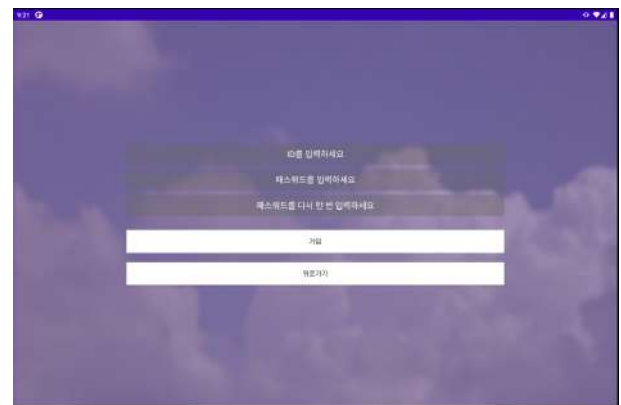 9:21
ID를 입력하세요
패스워드를 입력하세요
패스워드를 다시 한 번 입력하세요
가입
뒤로가기